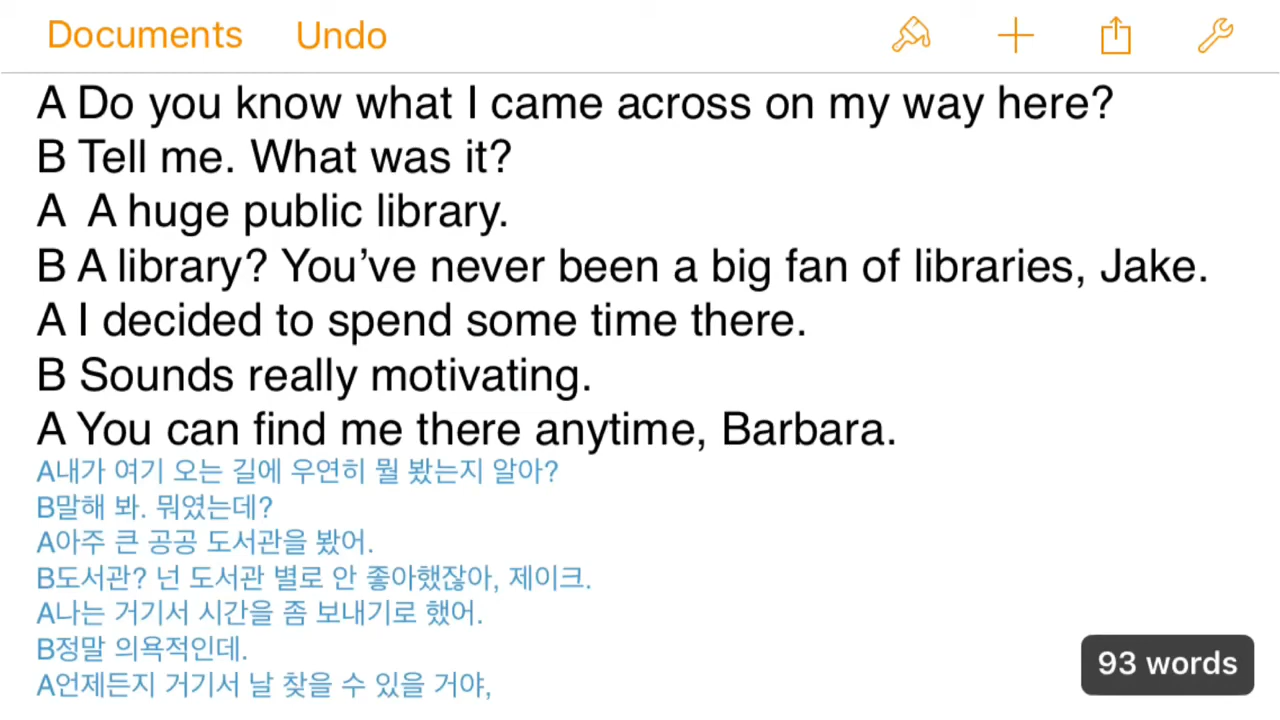 Documents Undo
A Do you know what I came across on my way here?
B Tell me. What was it?
A  A huge public library.
B A library? You’ve never been a big fan of libraries, Jake.
A I decided to spend some time there.
B Sounds really motivating.
A You can find me there anytime, Barbara.
A내가 여기 오는 길에 우연히 뭘 봤는지 알아?
B말해 봐. 뭐였는데?
A아주 큰 공공 도서관을 봤어.
B도서관? 넌 도서관 별로 안 좋아했잖아, 제이크.
A나는 거기서 시간을 좀 보내기로 했어.
B정말 의욕적인데.
A언제든지 거기서 날 찾을 수 있을 거야,
93 words